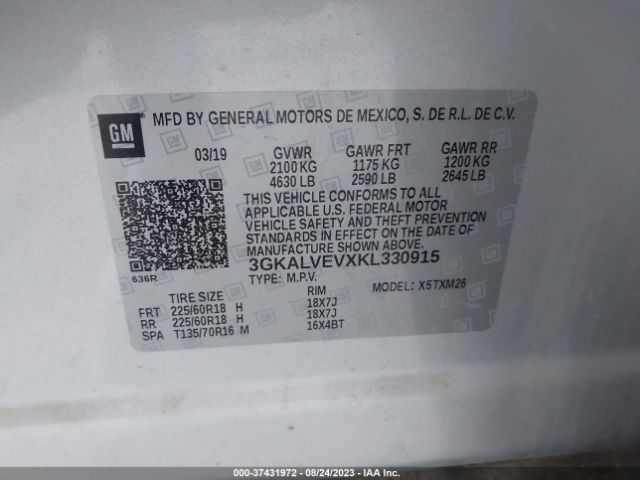 GM
MFD BY GENERAL MOTORS DE MEXICO, S. DE R.L. DE C.V.
03/19 GVWR GAWR FRT GAWR RR
2100 KG 1175 KG 1200 KG
4630 LB 2590 LB 2645 LB
THIS VEHICLE CONFORMS TO ALL
APPLICABLE U.S. FEDERAL MOTOR
VEHICLE SAFETY AND THEFT PREVENTION
STANDARDS IN EFFECT ON THE DATE OF
MANUFACTURE SHOWN ABOVE.
3GKALVEVXKL330915
636R
TYPE: M.P.V. MODEL: X5TXM26
TIRE SIZE RIM
FRT 225/60R18 H 18X7J
RR 225/60R18 H 18X7J
SPA T135/70R16 M 16X4BT
000-37431972 - 08/24/2023 - IAAI.COM